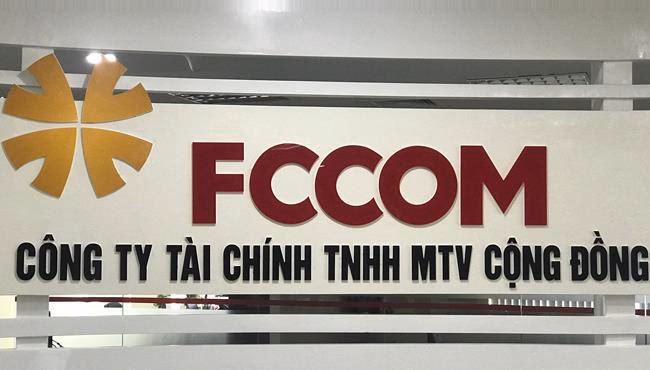 FCCOM
CÔNG TY TÀI CHÍNH TNHH MTV CỘNG ĐỒNG